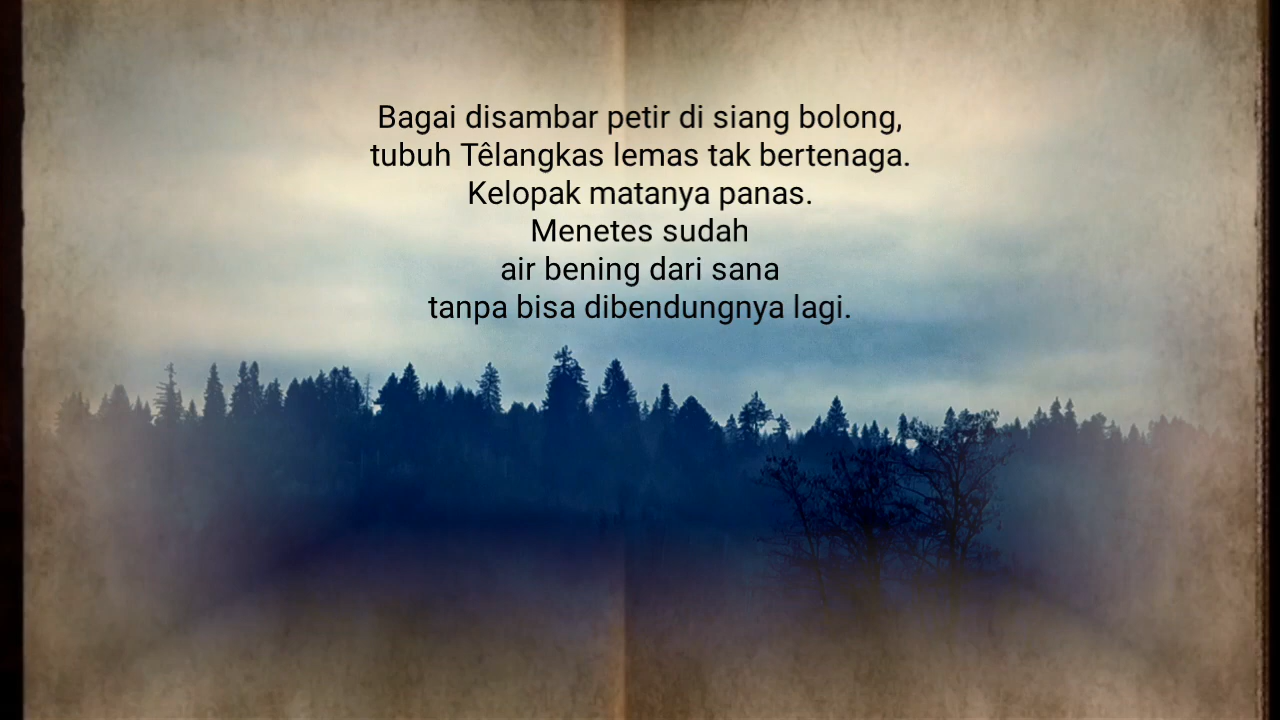 Bagai disambar petir di siang bolong,
tubuh Têlangkas lemas tak bertenaga.
Kelopak matanya panas.
Menetes sudah
air bening dari sana
tanpa bisa dibendungnya lagi.